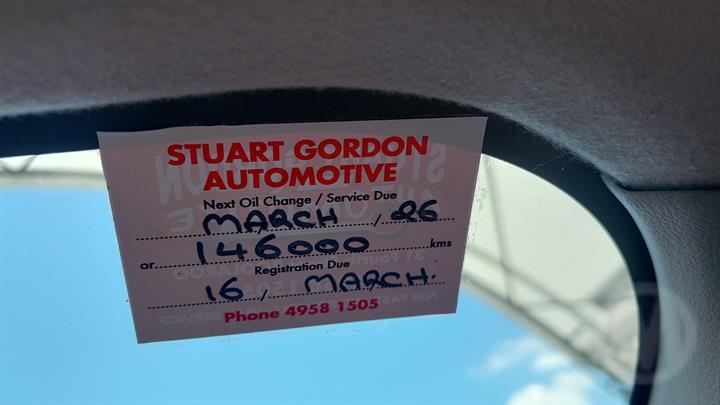 STUART GORDON
AUTOMOTIVE
Next Oil Change / Service Due
MARCH / 26
or 146000 kms
Registration Due
16 / MARCH.
Phone 4958 1505